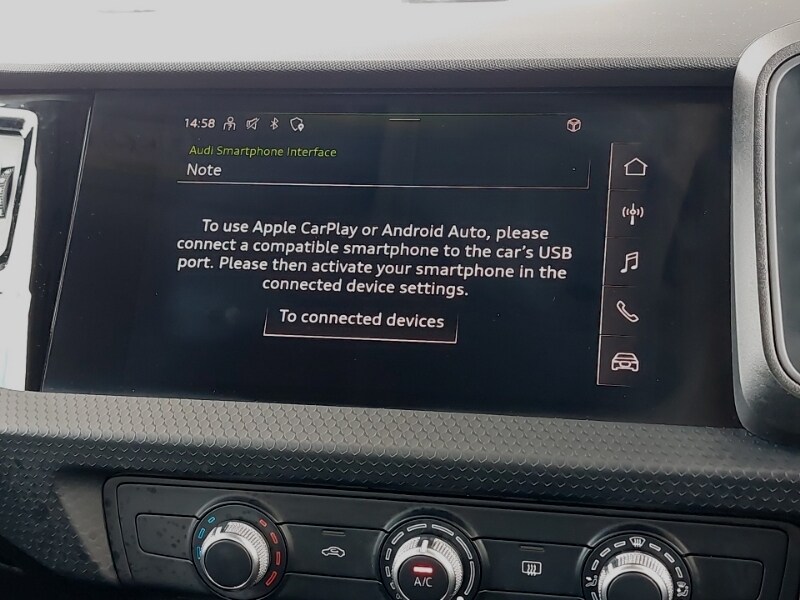 14:58
Audi Smartphone Interface
Note
To use Apple CarPlay or Android Auto, please
connect a compatible smartphone to the car's USB
port. Please then activate your smartphone in the
connected device settings.
To connected devices
A/C